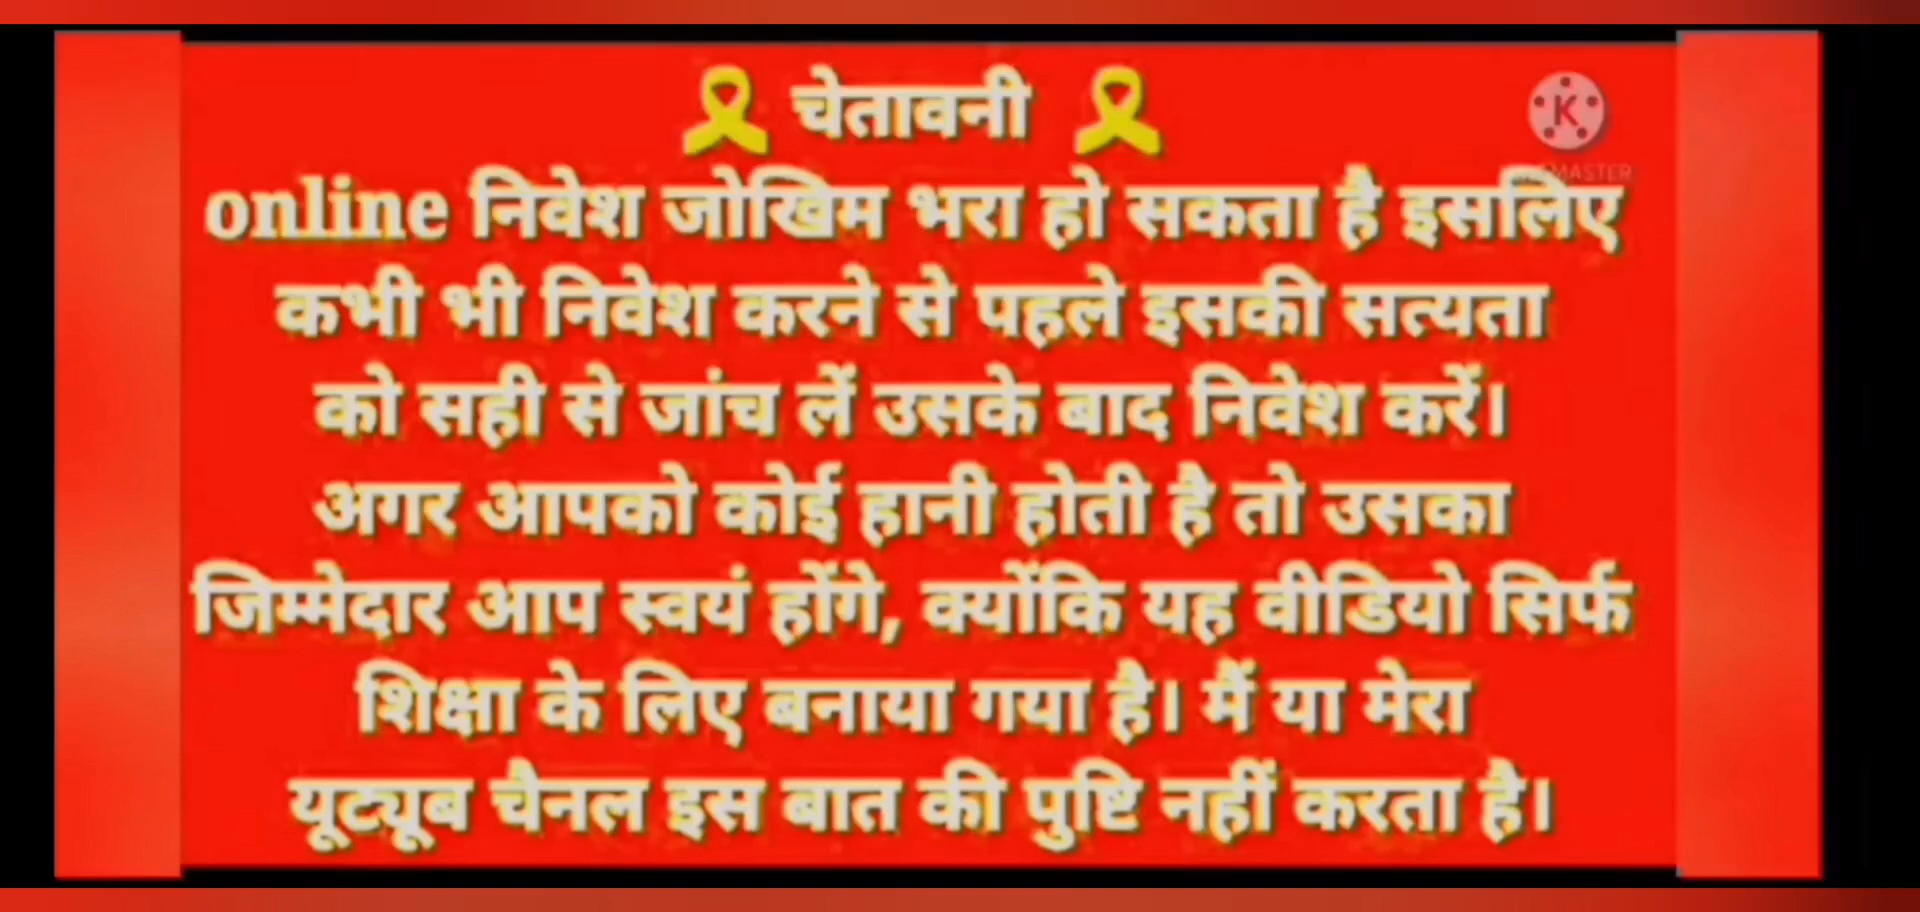 🎗 चेतावनी 🎗
K
MASTER
online निवेश जोखिम भरा हो सकता है इसलिए
कभी भी निवेश करने से पहले इसकी सत्यता
को सही से जांच लें उसके बाद निवेश करें।
अगर आपको कोई हानी होती है तो उसका
जिम्मेदार आप स्वयं होंगे, क्योंकि यह वीडियो सिर्फ
शिक्षा के लिए बनाया गया है। मैं या मेरा
यूट्यूब चैनल इस बात की पुष्टि नहीं करता है।